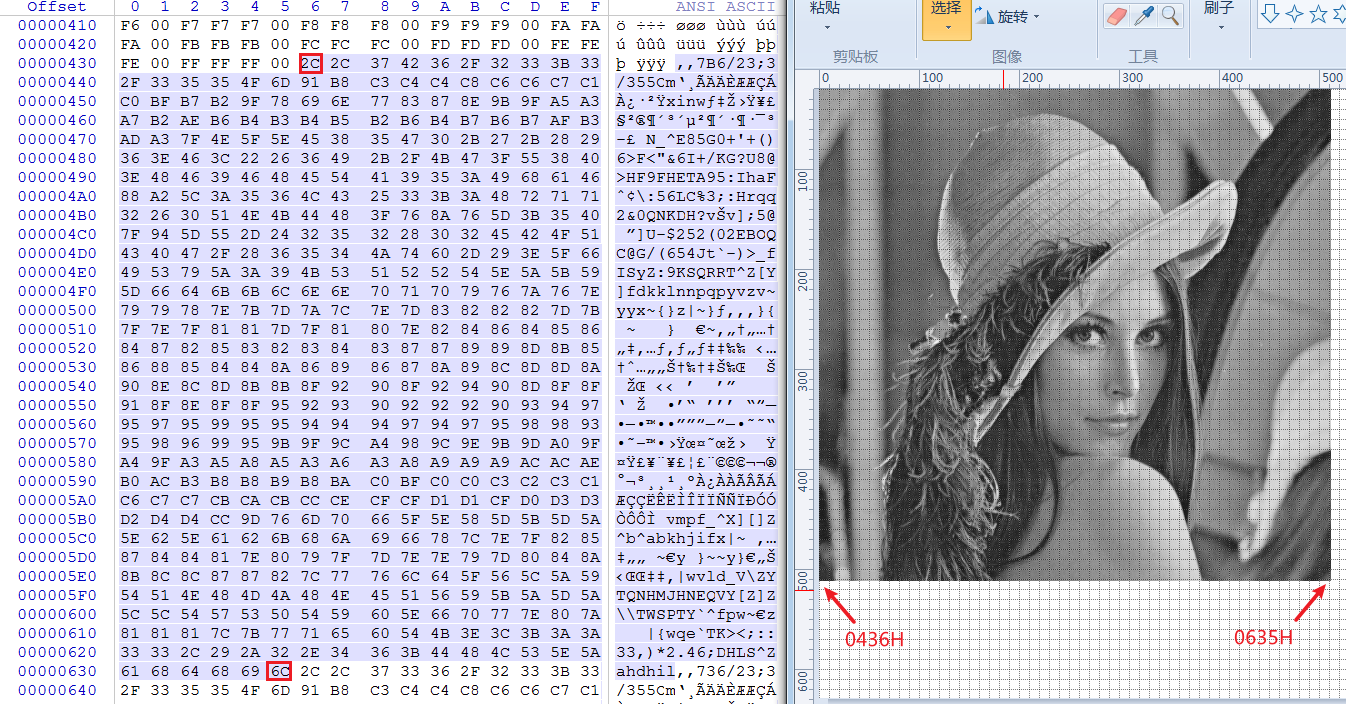 Offset 0 1 2 3 4 5 6 7 8 9 A B C D E F ANSI ASCII
00000410 F6 00 F7 F7 F7 00 F8 F8 F8 00 F9 F9 F9 00 FA FA ö ÷÷÷ øøø ùùù úú
00000420 FA 00 FB FB FB 00 FC FC FC 00 FD FD FD 00 FE FE ú ûûû üüü ýýý þþ
00000430 FE 00 FF FF FF 00 2C 2C 37 42 36 2F 32 33 3B 33 þ ÿÿÿ ,,7B6/23;3
00000440 2F 33 35 35 43 6D 91 B8 C3 C4 C4 C8 C6 C6 C7 C1 /355Cm‘¸ÃÄÄÈÆÆÇÁ
00000450 C0 BF B7 B2 9F 78 69 6E 77 83 87 8E 9B 9F A5 A3 À¿·²Ÿxinwƒ‡Ž›Ÿ¥£
00000460 A7 B2 AE B6 B4 B3 B4 B5 B2 B6 B4 B7 B6 B7 AF B3 §²®¶´³´µ²¶´·¶·¯³
00000470 AD A3 7F 4E 5F 5E 45 38 35 47 30 2B 27 2B 28 29 -£ N_^E85G0+'+()
00000480 36 3E 46 3C 22 26 36 49 2B 2F 4B 47 3F 55 38 40 6>F<"&6I+/KG?U8@
00000490 3E 48 46 39 46 48 45 54 41 39 35 3A 49 68 61 46 >HF9FHETA95:IhaF
000004A0 88 A2 5C 3A 35 36 4C 43 25 33 3B 3A 48 72 71 71 ˆ¢\:56LC%3;:Hrqq
000004B0 32 26 30 51 4E 4B 44 48 3F 76 8A 76 5D 3B 35 40 2&0QNKDH?vŠv];5@
000004C0 7F 94 5D 55 2D 24 32 35 32 28 30 32 45 42 4F 51 ”]U-$252(02EBOQ
000004D0 43 40 47 2F 28 36 35 34 4A 74 60 2D 29 3E 5F 66 C@G/(654Jt`-)>_f
000004E0 49 53 79 5A 3A 39 4B 53 51 52 52 54 5E 5A 5B 59 ISyZ:9KSQRRT^Z[Y
000004F0 5D 66 64 6B 6B 6C 6E 6E 70 71 70 79 76 7A 76 7E ]fdkklnnpqpyvzv~
00000500 79 79 78 7E 7B 7D 7A 7C 7E 7D 83 82 82 82 7D 7B yyx~{}z|~}ƒ‚‚‚}{
00000510 7F 7E 7F 81 81 7D 7F 81 80 7E 82 84 86 84 85 86 ~ } €~‚„†„…†
00000520 84 87 82 85 83 82 83 84 83 87 87 89 89 8D 8B 85 „‡‚…ƒ‚ƒ„ƒ‡‡‰‰ ‹…
00000530 86 88 85 84 84 8A 86 89 86 87 8A 89 8C 8D 8D 8A †ˆ…„„Š†‰†‡Š‰Œ Š
00000540 90 8E 8C 8D 8B 8B 8F 92 90 8F 92 94 90 8D 8F 8F ŽŒ ‹‹ ’ ’”
00000550 91 8F 8E 8F 8F 95 92 93 90 92 92 92 90 93 94 97 ‘ Ž •’“ ’’’ “”—
00000560 95 97 95 99 95 95 94 94 94 97 94 97 95 98 98 93 •—•™••”””—”—•˜˜“
00000570 95 98 96 99 95 9B 9F 9C A4 98 9C 9E 9B 9D A0 9F •˜–™•›Ÿœ¤˜œž› Ÿ
00000580 A4 9F A3 A5 A8 A5 A3 A6 A3 A8 A9 A9 A9 AC AC AE ¤Ÿ£¥¨¥£¦£¨©©©¬¬®
00000590 B0 AC B3 B8 B8 B9 B8 BA C0 BF C0 C0 C3 C2 C3 C1 °¬³¸¸¹¸ºÀ¿ÀÀÃÂÃÁ
000005A0 C6 C7 C7 CB CA CB CC CE CF CF D1 D1 CF D0 D3 D3 ÆÇÇËÊËÌÎÏÏÑÑÏÐÓÓ
000005B0 D2 D4 D4 CC 9D 76 6D 70 66 5F 5E 58 5D 5B 5D 5A ÒÔÔÌ vmpf_^X][]Z
000005C0 5E 62 5E 61 62 6B 68 6A 69 66 78 7C 7E 7F 82 85 ^b^abkhjifx|~ ‚…
000005D0 87 84 84 81 7E 80 79 7F 7D 7E 7E 79 7D 80 84 8A ‡„„ ~€y }~~y}€„Š
000005E0 8B 8C 8C 87 87 82 7C 77 76 6C 64 5F 56 5C 5A 59 ‹ŒŒ‡‡‚|wvld_V\ZY
000005F0 54 51 4E 48 4D 4A 48 4E 45 51 56 59 5B 5A 5D 5A TQNHMJHNEQVY[Z]Z
00000600 5C 5C 54 57 53 50 54 59 60 5E 66 70 77 7E 80 7A \\TWSPTY`^fpw~€z
00000610 81 81 81 7C 7B 77 71 65 60 54 4B 3E 3C 3B 3A 3A |{wqe`TK><;::
00000620 33 33 2C 29 2A 32 2E 34 36 3B 44 48 4C 53 5E 5A 33,)*2.46;DHLS^Z
00000630 61 68 64 68 69 6C 2C 2C 37 33 36 2F 32 33 3B 33 ahdhil,,736/23;3
00000640 2F 33 35 35 4F 6D 91 B8 C3 C4 C4 C8 C6 C6 C7 C1 /355Cm‘¸ÃÄÄÈÆÆÇÁ
粘贴
选择
旋转
刷子
剪贴板
图像
工具
0 100 200 300 400 500
100
200
300
400
500
600
0436H
0635H